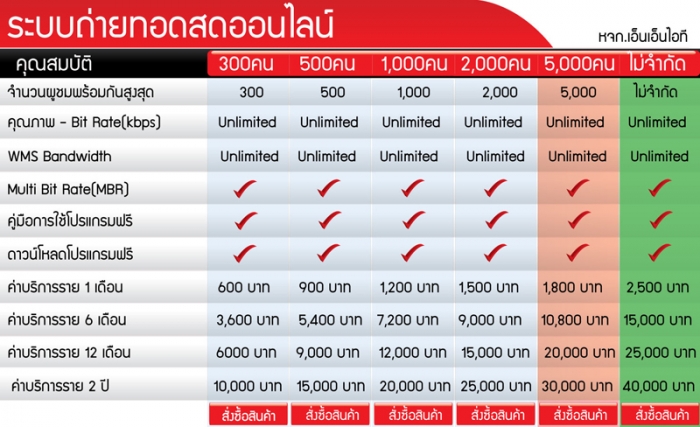 ระบบถ่ายทอดสดออนไลน์
หจก.เอ็นเอ็นไอที
คุณสมบัติ 300คน 500คน 1,000คน 2,000คน 5,000คน ไม่จำกัด
จำนวนผู้ชมพร้อมกันสูงสุด 300 500 1,000 2,000 5,000 ไม่จำกัด
คุณภาพ - Bit Rate(kbps) Unlimited Unlimited Unlimited Unlimited Unlimited Unlimited
WMS Bandwidth Unlimited Unlimited Unlimited Unlimited Unlimited Unlimited
Multi Bit Rate(MBR)
คู่มือการใช้โปรแกรมฟรี
ดาวน์โหลดโปรแกรมฟรี
ค่าบริการราย 1 เดือน 600 บาท 900 บาท 1,200 บาท 1,500 บาท 1,800 บาท 2,500 บาท
ค่าบริการราย 6 เดือน 3,600 บาท 5,400 บาท 7,200 บาท 9,000 บาท 10,800 บาท 15,000 บาท
ค่าบริการราย 12 เดือน 6000 บาท 9,000 บาท 12,000 บาท 15,000 บาท 20,000 บาท 25,000 บาท
ค่าบริการราย 2 ปี 10,000 บาท 15,000 บาท 20,000 บาท 25,000 บาท 30,000 บาท 40,000 บาท
สั่งซื้อสินค้า สั่งซื้อสินค้า สั่งซื้อสินค้า สั่งซื้อสินค้า สั่งซื้อสินค้า สั่งซื้อสินค้า